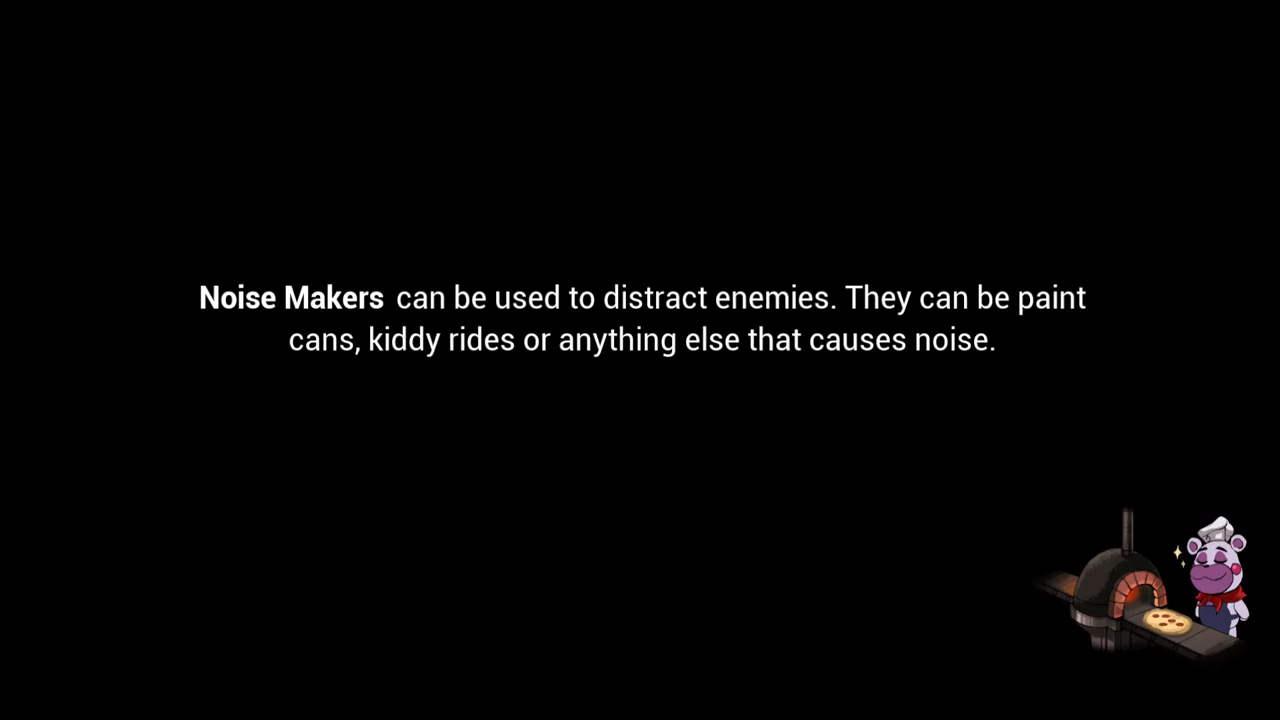 Noise Makers can be used to distract enemies. They can be paint
cans, kiddy rides or anything else that causes noise.